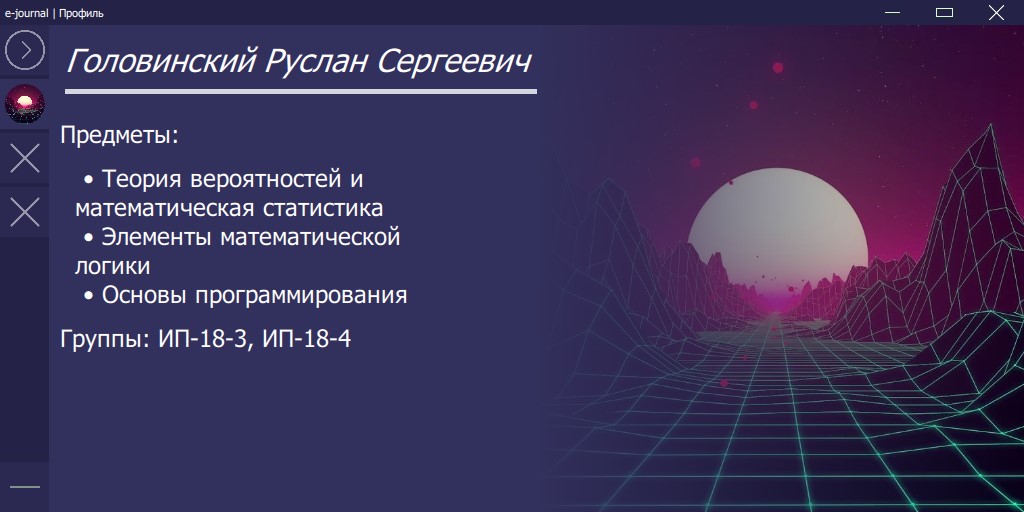 e-journal | Профиль
Головинский Руслан Сергеевич
Предметы:
• Теория вероятностей и
математическая статистика
• Элементы математической
логики
• Основы программирования
Группы: ИП-18-3, ИП-18-4